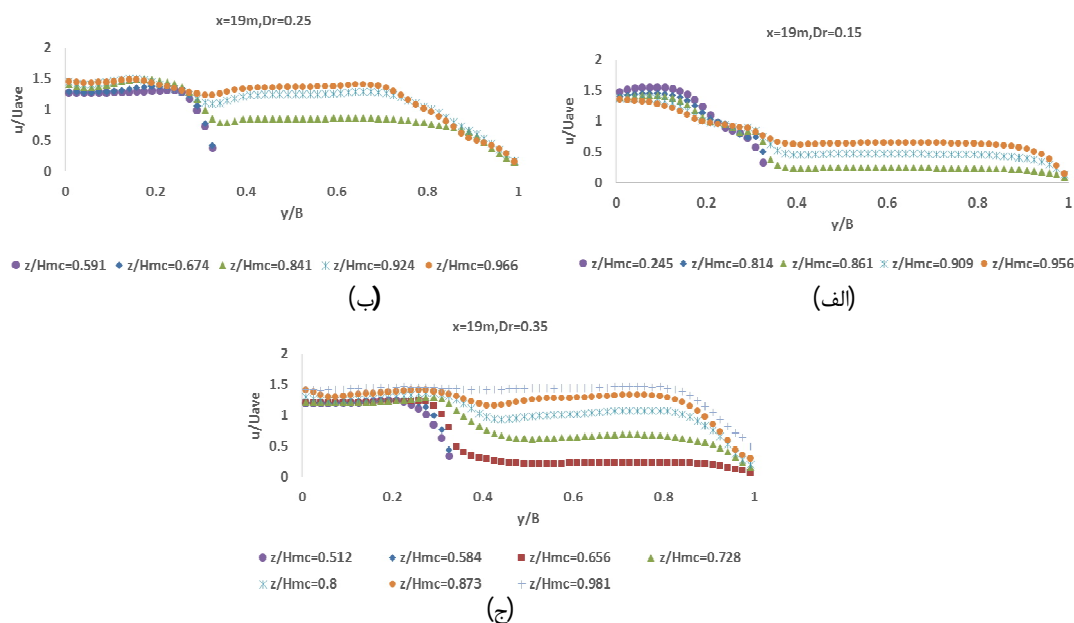 x=19m,Dr=0.25
2
1.5
1
0.5
0
u/Uave
0 0.2 0.4 0.6 0.8 1
y/B
z/Hmc=0.591 z/Hmc=0.674 z/Hmc=0.841 z/Hmc=0.924 z/Hmc=0.966
(ب)
x=19m,Dr=0.15
2
1.5
1
0.5
0
u/Uave
0 0.2 0.4 0.6 0.8 1
y/B
z/Hmc=0.245 z/Hmc=0.814 z/Hmc=0.861 z/Hmc=0.909 z/Hmc=0.956
(الف)
x=19m,Dr=0.35
2
1.5
1
0.5
0
u/Uave
0 0.2 0.4 0.6 0.8 1
y/B
z/Hmc=0.512 z/Hmc=0.584 z/Hmc=0.656 z/Hmc=0.728
z/Hmc=0.8 z/Hmc=0.873 z/Hmc=0.981
(ج)